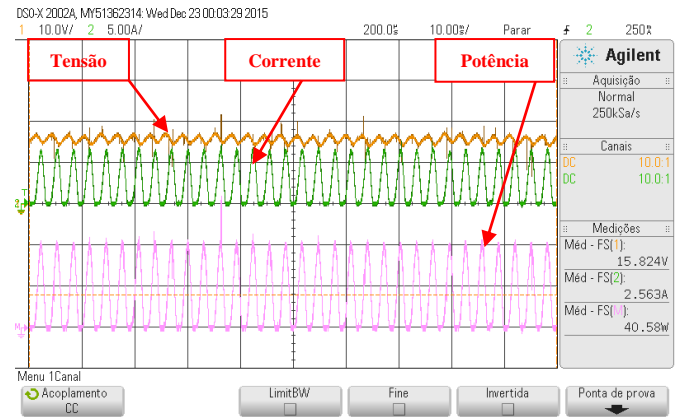 DSO-X 2002A, MY51362314: Wed Dec 23 00:03:29 2015
1 10.0V/ 2 5.00A/ 200.0s 10.00s/ Parar 2 250
Tensão
Corrente
Potência
Agilent
Aquisição
Normal
250kSa/s
Canais
DC 10.0:1
DC 10.0:1
Medições
Méd - FS(1):
15.824V
Méd - FS(2):
2.563A
Méd - FS(M):
40.58W
T
2
M
Menu 1Canal
Acoplamento
CC
LimitBW
Fine
Invertida
Ponta de prova